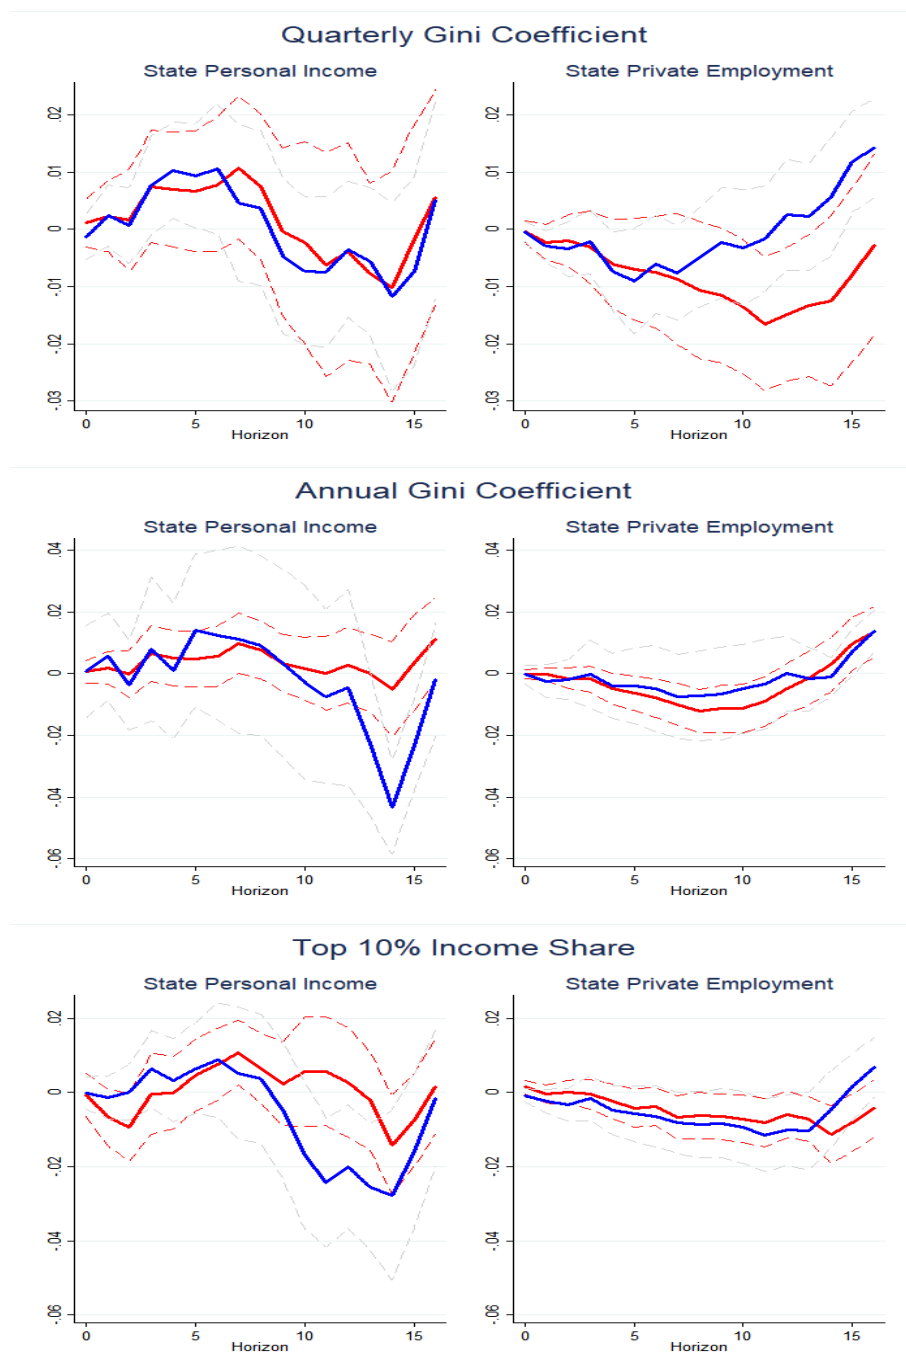 Quarterly Gini Coefficient
State Personal Income
.02
.01
0
-.01
-.02
-.03
0 5 10 15
Horizon
State Private Employment
.02
.01
0
-.01
-.02
-.03
0 5 10 15
Horizon
Annual Gini Coefficient
State Personal Income
.04
.02
0
-.02
-.04
-.06
0 5 10 15
Horizon
State Private Employment
.04
.02
0
-.02
-.04
-.06
0 5 10 15
Horizon
Top 10% Income Share
State Personal Income
.02
0
-.02
-.04
-.06
0 5 10 15
Horizon
State Private Employment
.02
0
-.02
-.04
-.06
0 5 10 15
Horizon